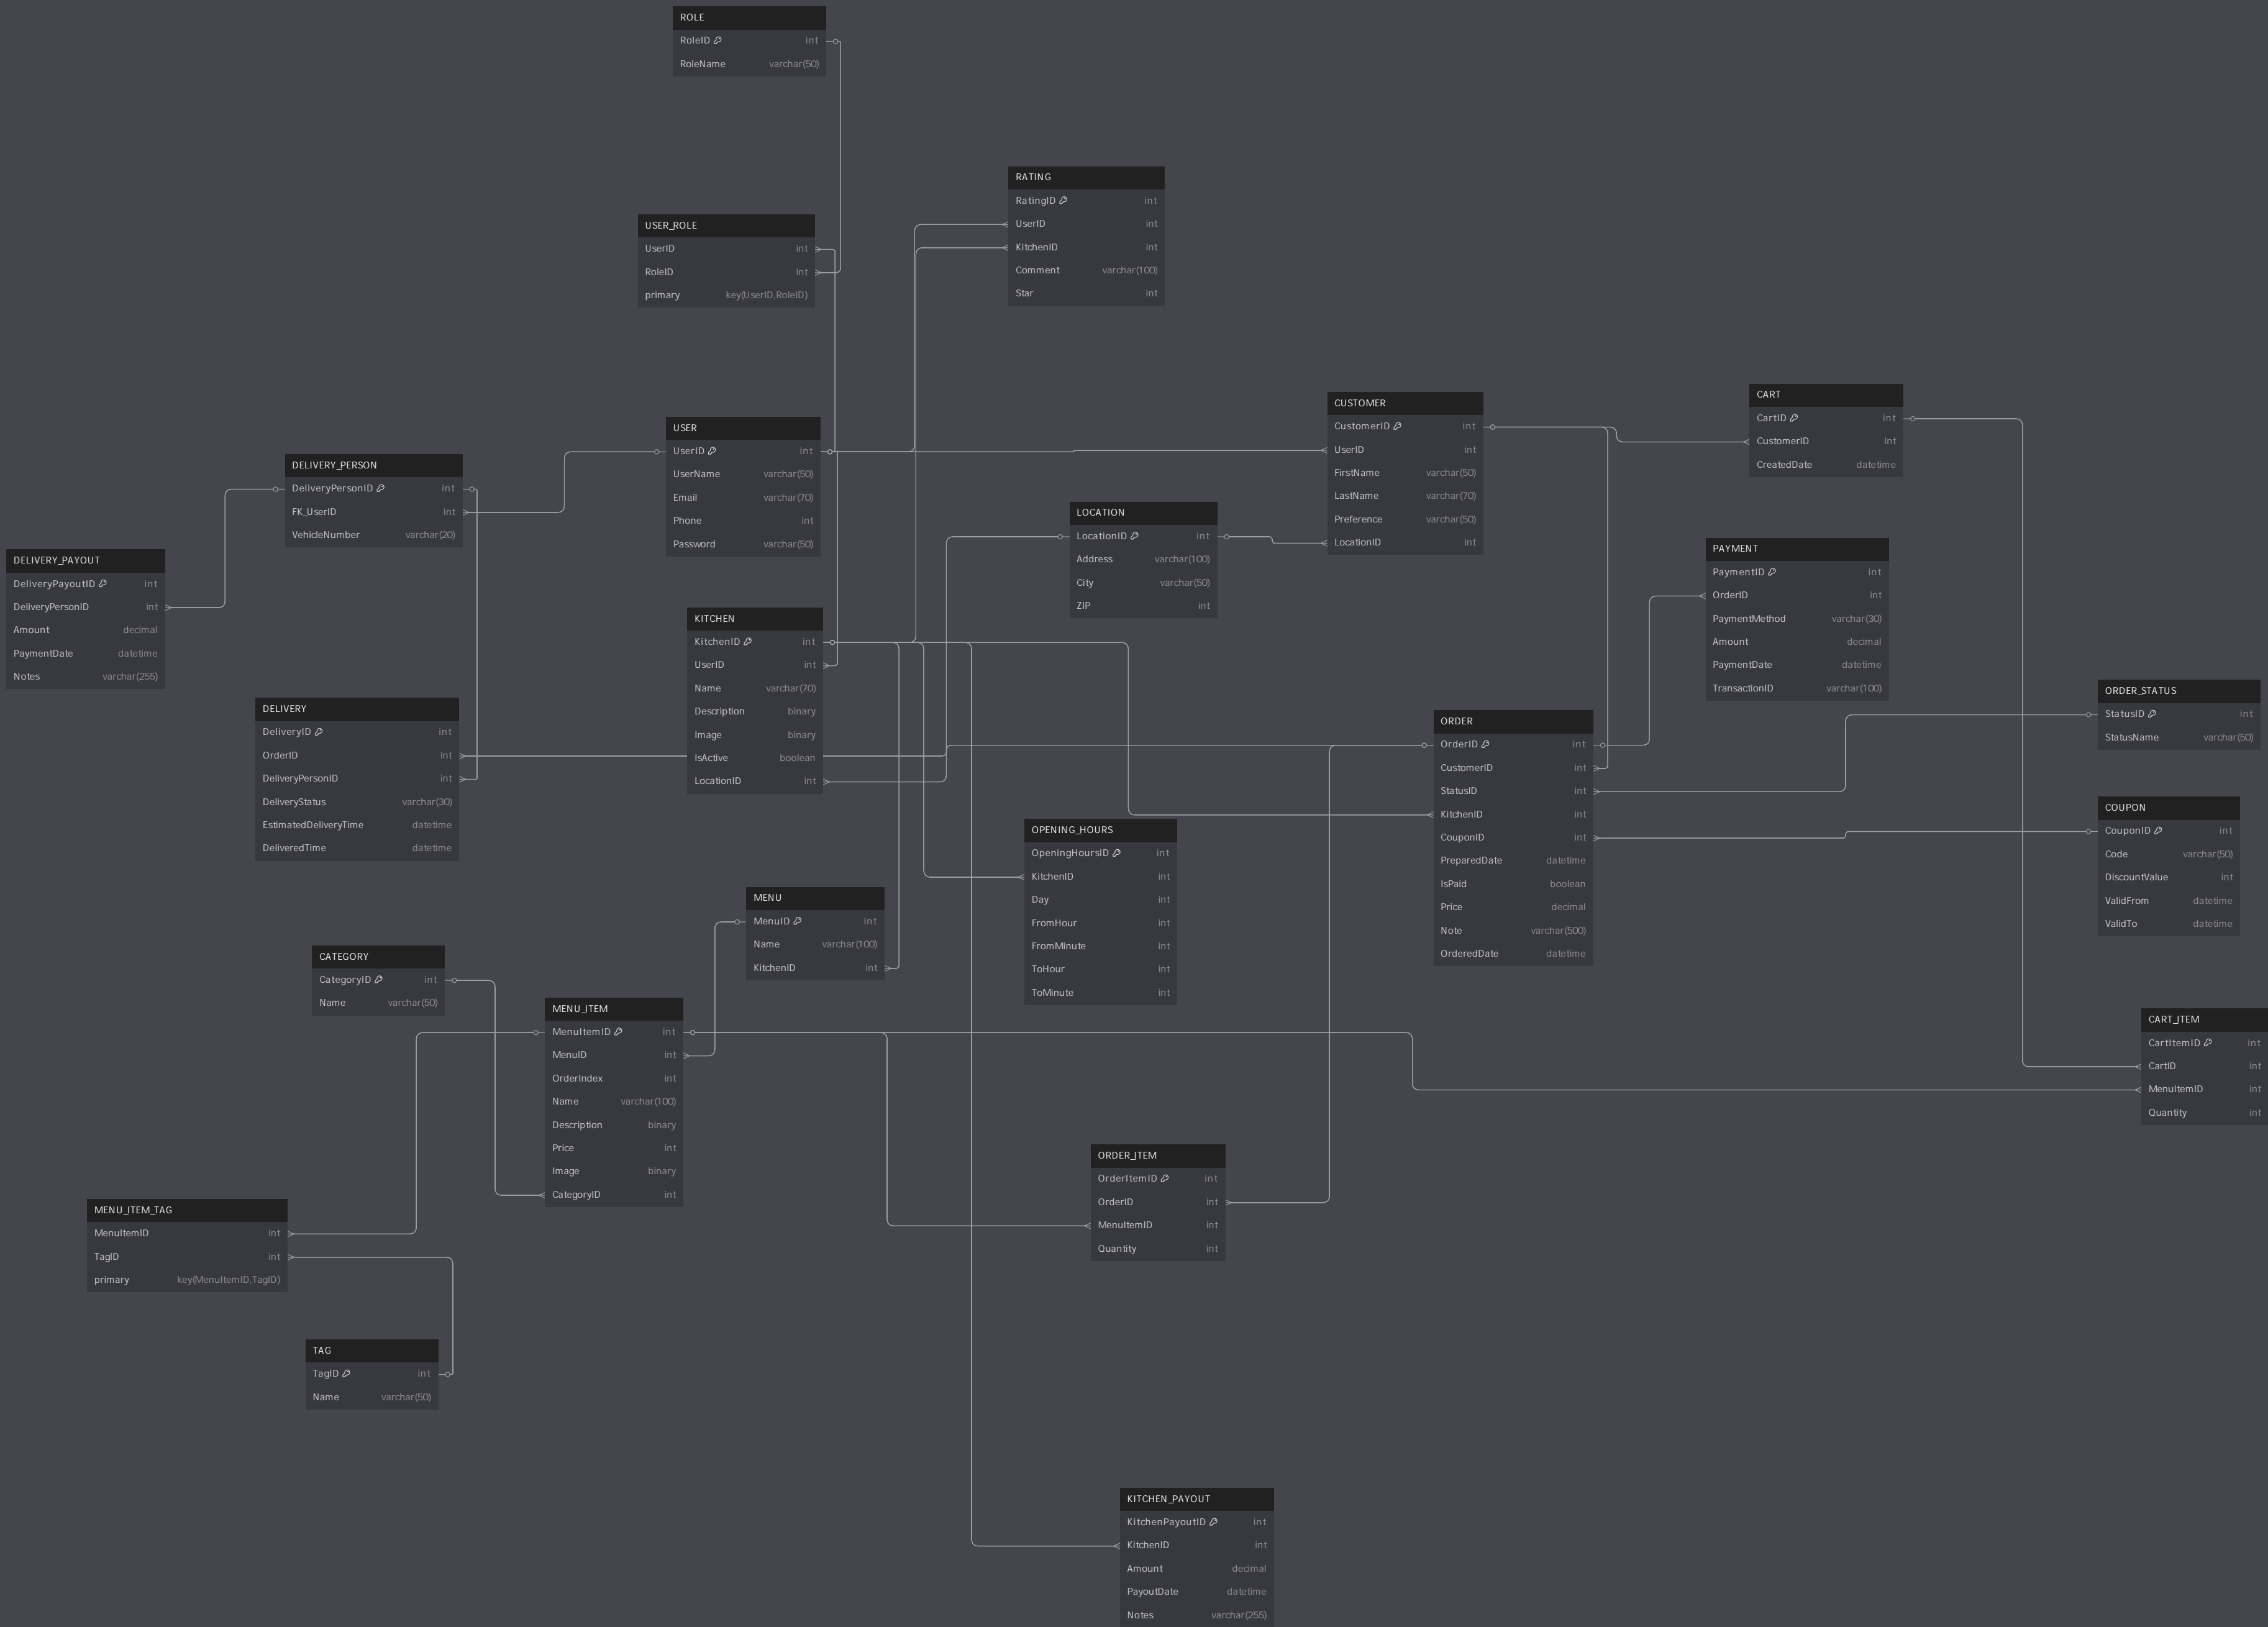 ROLE
RoleID int
RoleName varchar(50)
RATING
RatingID int
UserID int
KitchenID int
Comment varchar(100)
Star int
USER_ROLE
UserID int
RoleID int
primary key(UserID,RoleID)
CART
CartID int
CustomerID int
CreatedDate datetime
CUSTOMER
CustomerID int
UserID int
FirstName varchar(50)
LastName varchar(70)
Preference varchar(50)
LocationID int
USER
UserID int
UserName varchar(50)
Email varchar(70)
Phone int
Password varchar(50)
DELIVERY_PERSON
DeliveryPersonID int
FK_UserID int
VehicleNumber varchar(20)
LOCATION
LocationID int
Address varchar(100)
City varchar(50)
ZIP int
PAYMENT
PaymentID int
OrderID int
PaymentMethod varchar(30)
Amount decimal
PaymentDate datetime
TransactionID varchar(100)
DELIVERY_PAYOUT
DeliveryPayoutID int
DeliveryPersonID int
Amount decimal
PaymentDate datetime
Notes varchar(255)
KITCHEN
KitchenID int
UserID int
Name varchar(70)
Description binary
Image binary
IsActive boolean
LocationID int
ORDER_STATUS
StatusID int
StatusName varchar(50)
DELIVERY
DeliveryID int
OrderID int
DeliveryPersonID int
DeliveryStatus varchar(30)
EstimatedDeliveryTime datetime
DeliveredTime datetime
ORDER
OrderID int
CustomerID int
StatusID int
KitchenID int
CouponID int
PreparedDate datetime
IsPaid boolean
Price decimal
Note varchar(500)
OrderedDate datetime
COUPON
CouponID int
Code varchar(50)
DiscountValue int
ValidFrom datetime
ValidTo datetime
OPENING_HOURS
OpeningHoursID int
KitchenID int
Day int
FromHour int
FromMinute int
ToHour int
ToMinute int
MENU
MenuID int
Name varchar(100)
KitchenID int
CATEGORY
CategoryID int
Name varchar(50)
MENU_ITEM
MenuItemID int
MenuID int
OrderIndex int
Name varchar(100)
Description binary
Price int
Image binary
CategoryID int
CART_ITEM
CartItemID int
CartID int
MenuItemID int
Quantity int
ORDER_ITEM
OrderItemID int
OrderID int
MenuItemID int
Quantity int
MENU_ITEM_TAG
MenuItemID int
TagID int
primary key(MenuItemID,TagID)
TAG
TagID int
Name varchar(50)
KITCHEN_PAYOUT
KitchenPayoutID int
KitchenID int
Amount decimal
PayoutDate datetime
Notes varchar(255)